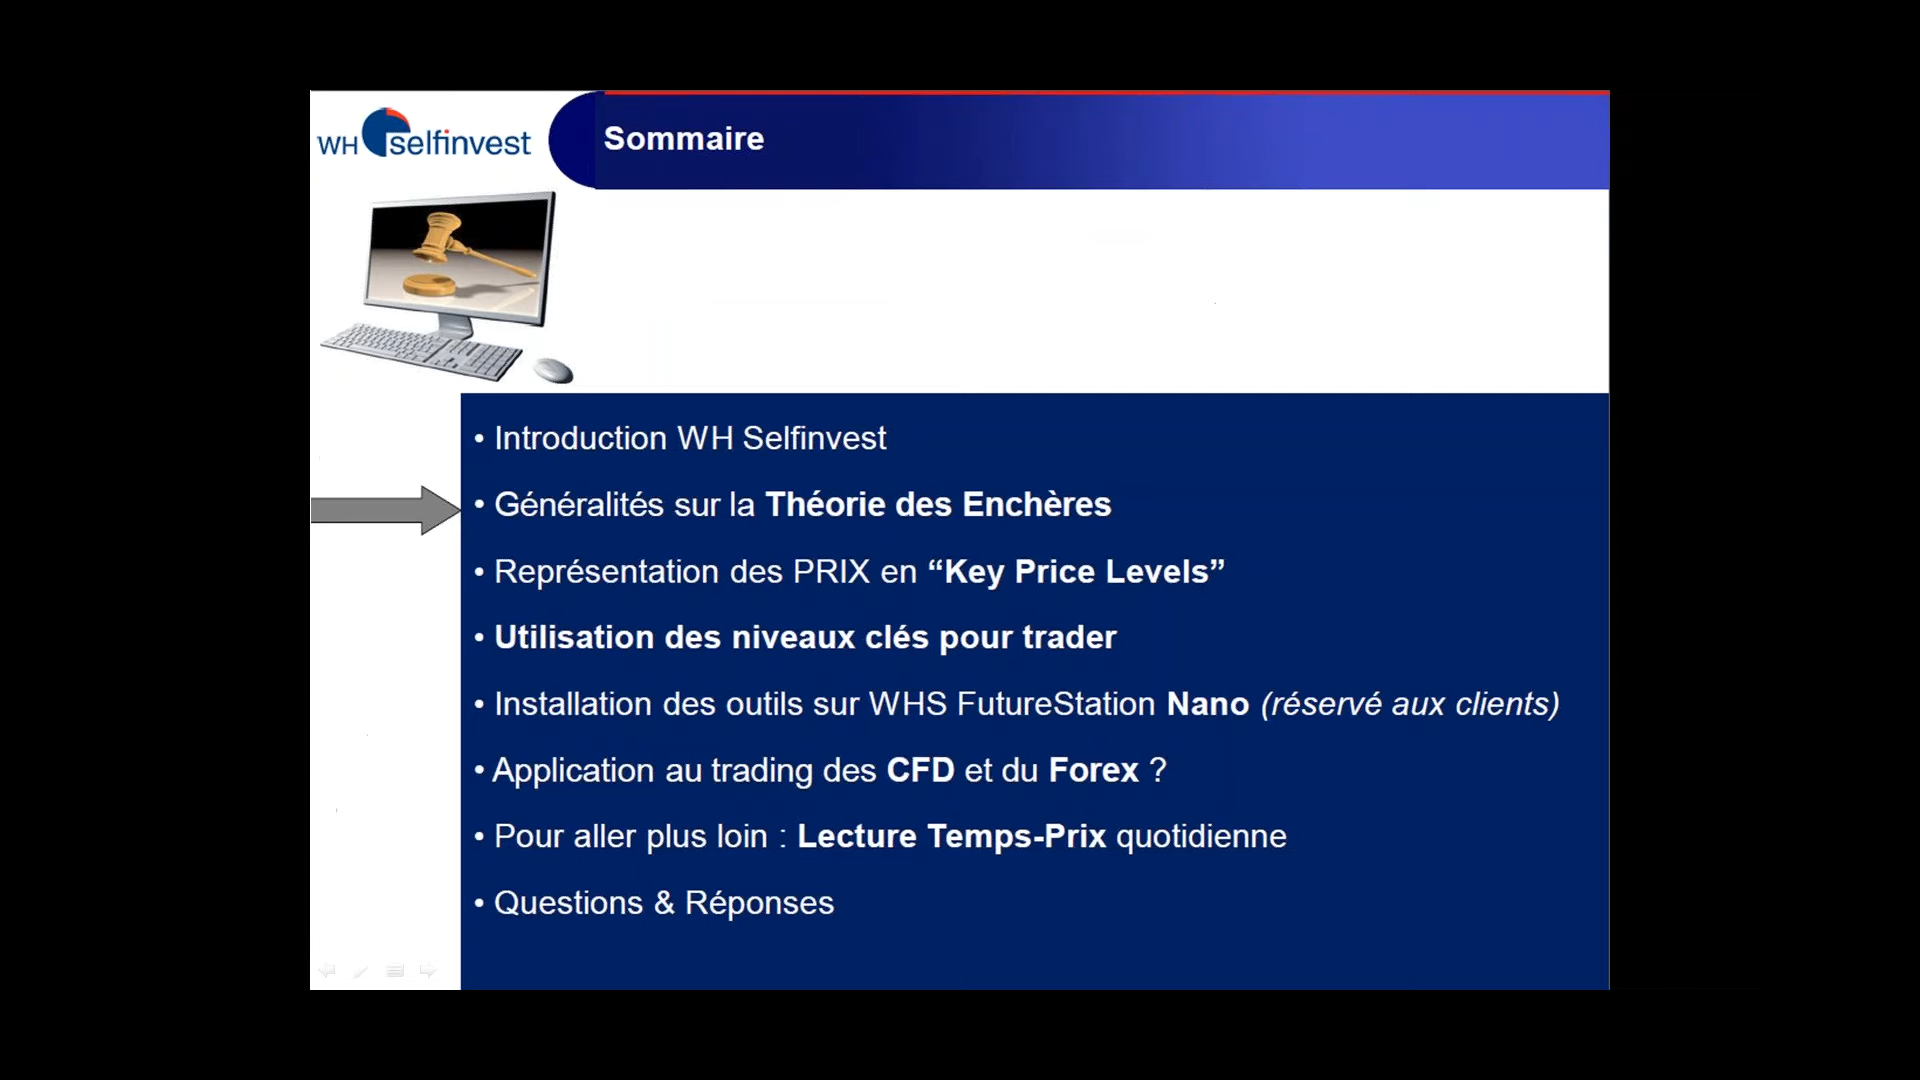 WH selfinvest
Sommaire
• Introduction WH Selfinvest
• Généralités sur la Théorie des Enchères
• Représentation des PRIX en “Key Price Levels”
• Utilisation des niveaux clés pour trader
• Installation des outils sur WHS FutureStation Nano (réservé aux clients)
• Application au trading des CFD et du Forex ?
• Pour aller plus loin : Lecture Temps-Prix quotidienne
• Questions & Réponses